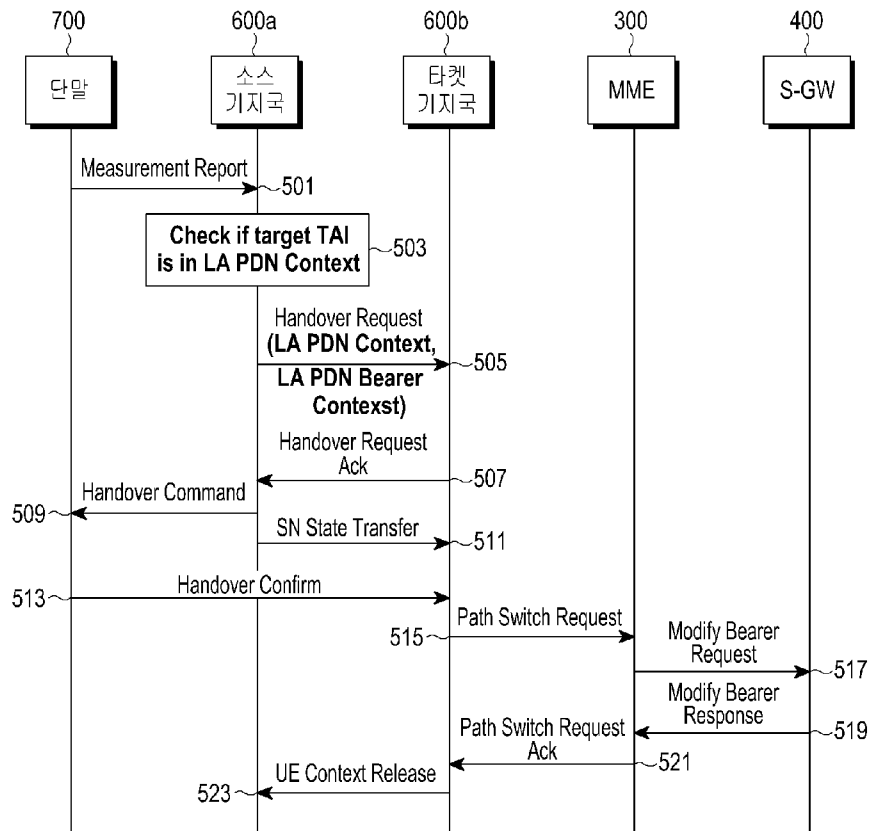 700
600a
600b
300
400
단말
소스
기지국
타켓
기지국
MME
S-GW
Measurement Report
501
Check if target TAI
is in LA PDN Context
503
Handover Request
(LA PDN Context,
LA PDN Bearer
Contexst)
505
Handover Request
Ack
507
Handover Command
509
SN State Transfer
511
Handover Confirm
513
Path Switch Request
515
Modify Bearer
Request
517
Modify Bearer
Response
519
Path Switch Request
Ack
521
UE Context Release
523